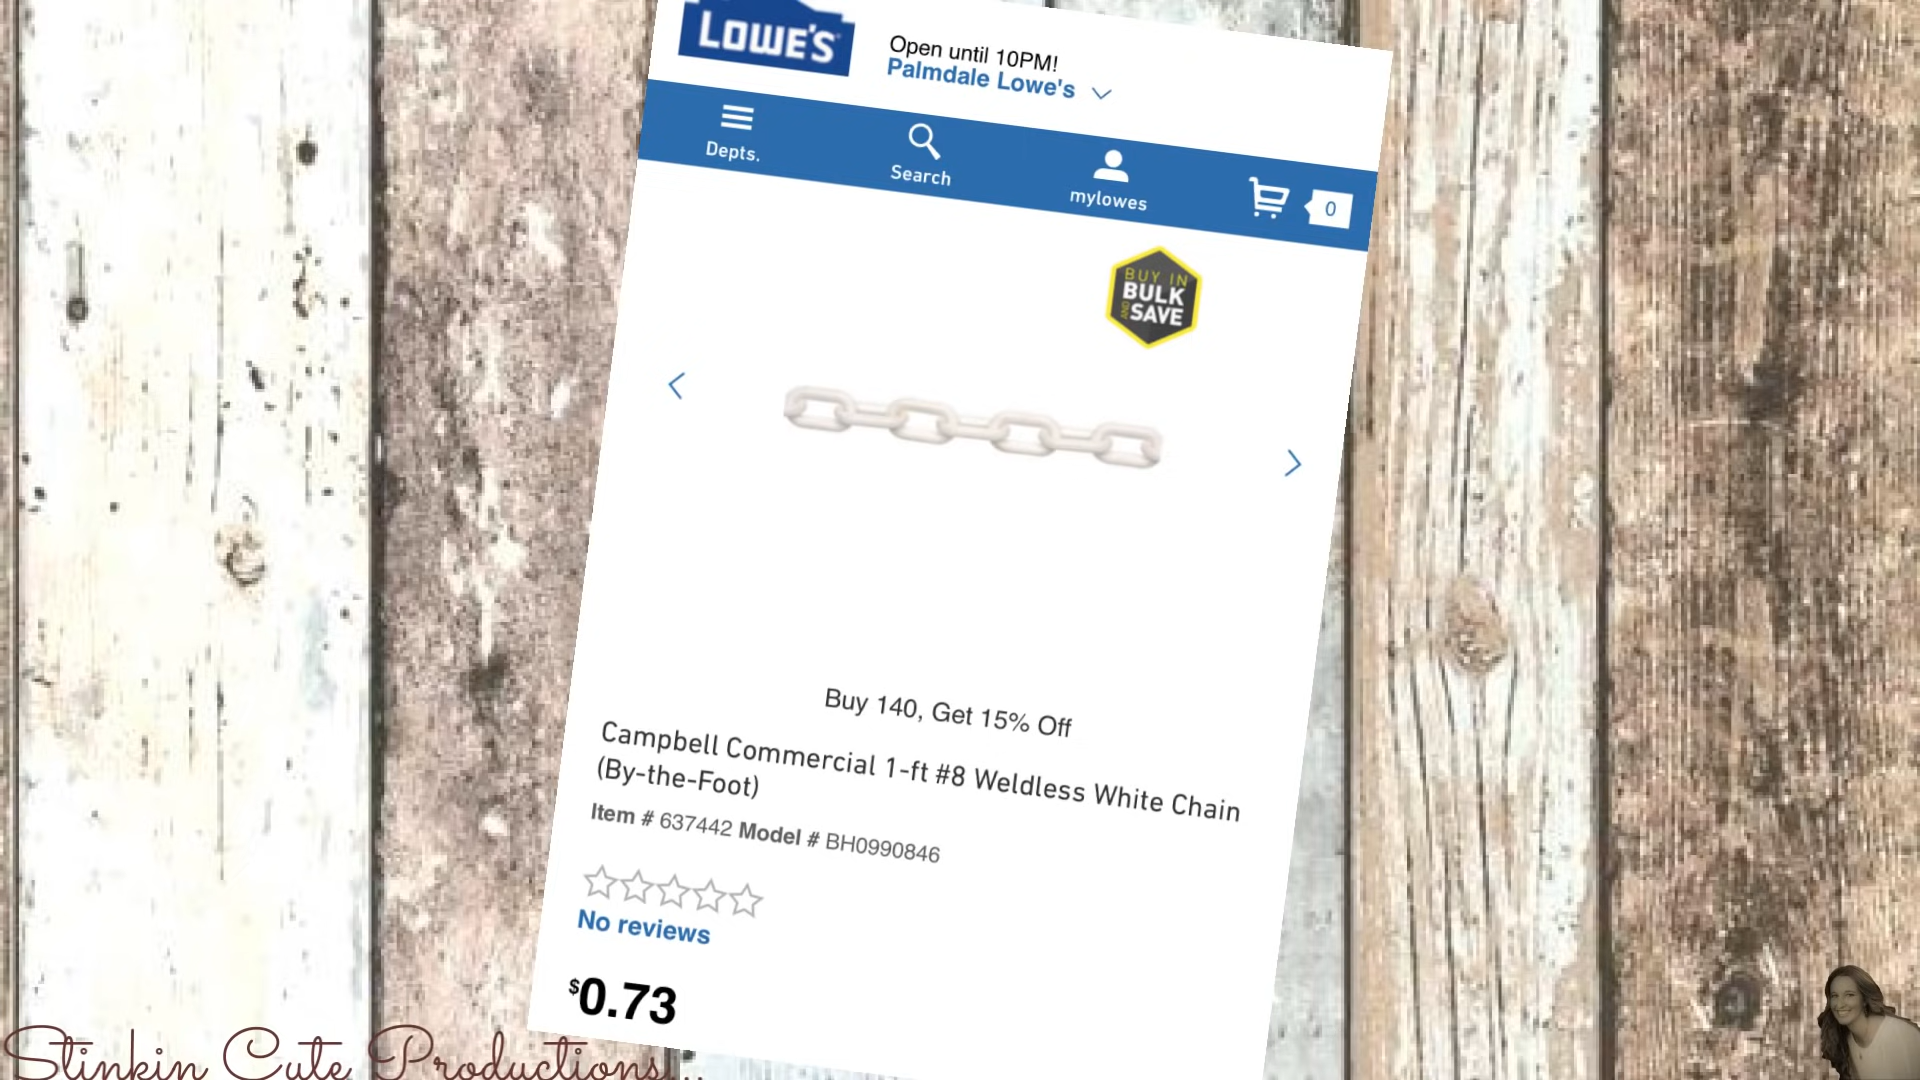 LOWE'S
Open until 10PM!
Palmdale Lowe's
Depts.
Search
mylowes
0
BUY IN
BULK
AND SAVE
Buy 140, Get 15% Off
Campbell Commercial 1-ft #8 Weldless White Chain
(By-the-Foot)
Item # 637442 Model # BH0990846
No reviews
$0.73
Stinkin Cute Productions...